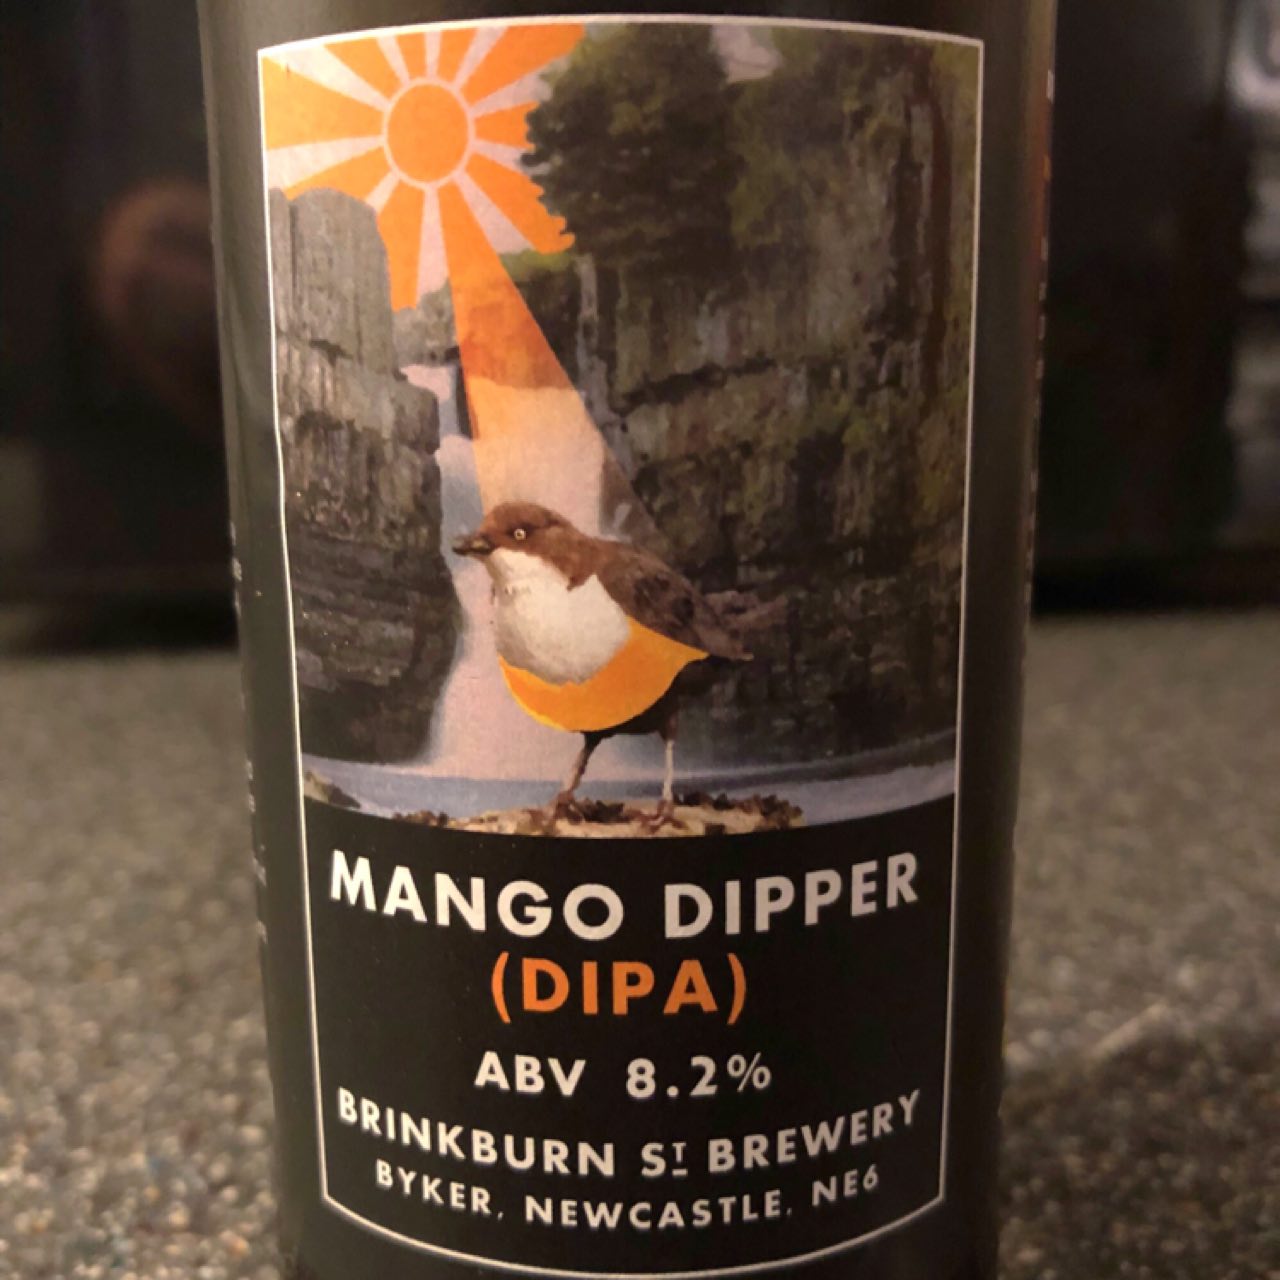 MANGO DIPPER
(DIPA)
ABV 8.2%
BRINKBURN ST BREWERY
BYKER, NEWCASTLE, NE6